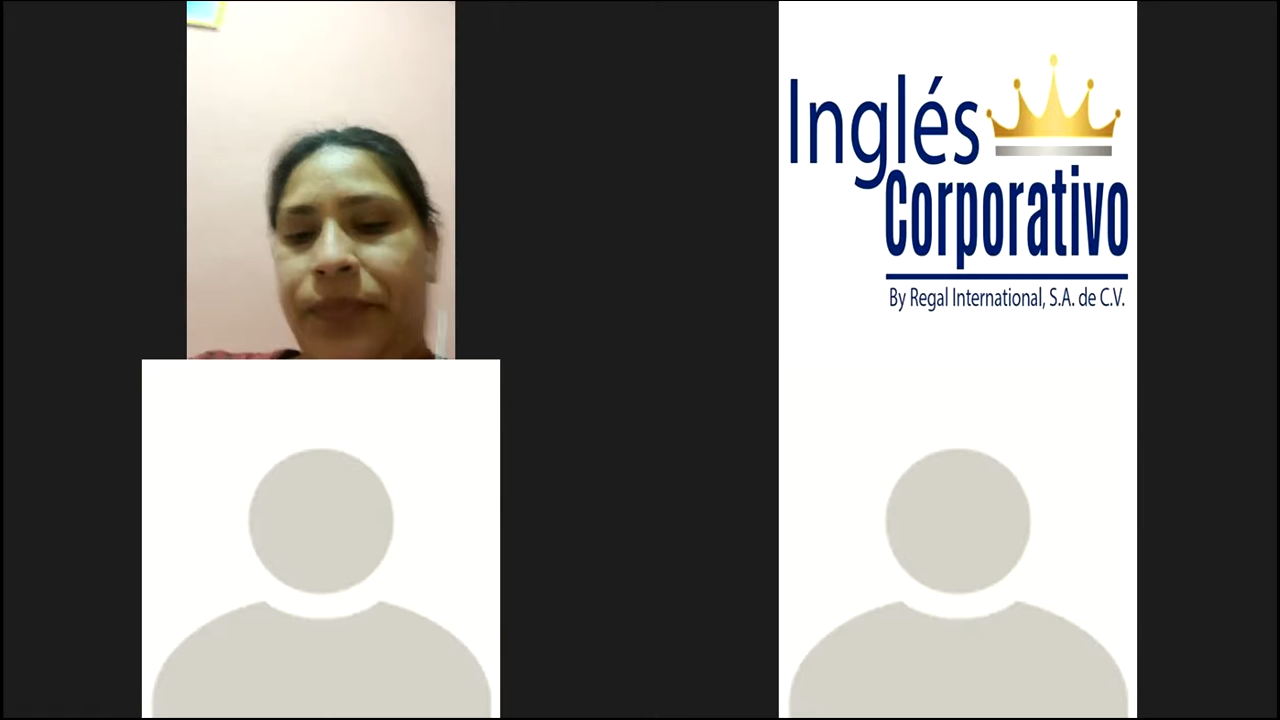 Inglés
Corporativo
By Regal International, S.A. de C.V.